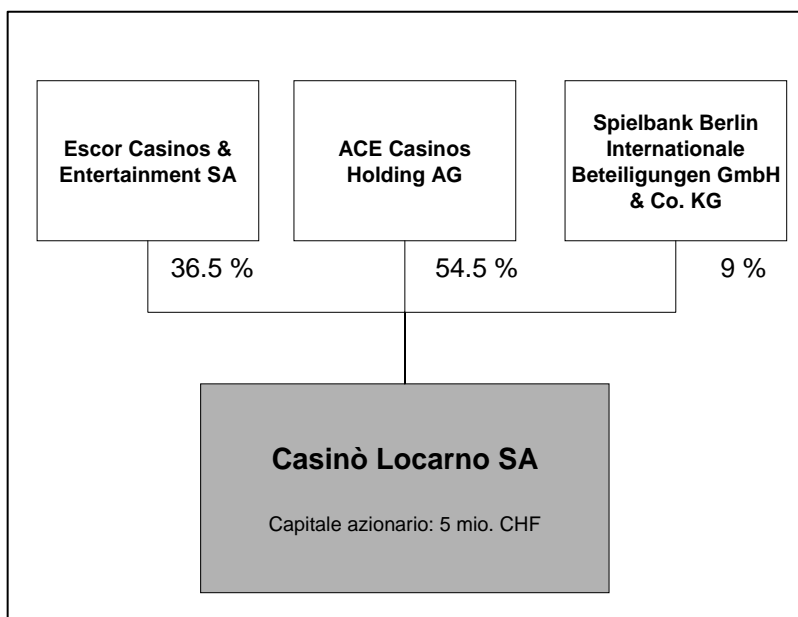 Escor Casinos &
Entertainment SA
ACE Casinos
Holding AG
Spielbank Berlin
Internationale
Beteiligungen GmbH
& Co. KG
36.5 %
54.5 %
9 %
Casinò Locarno SA
Capitale azionario: 5 mio. CHF